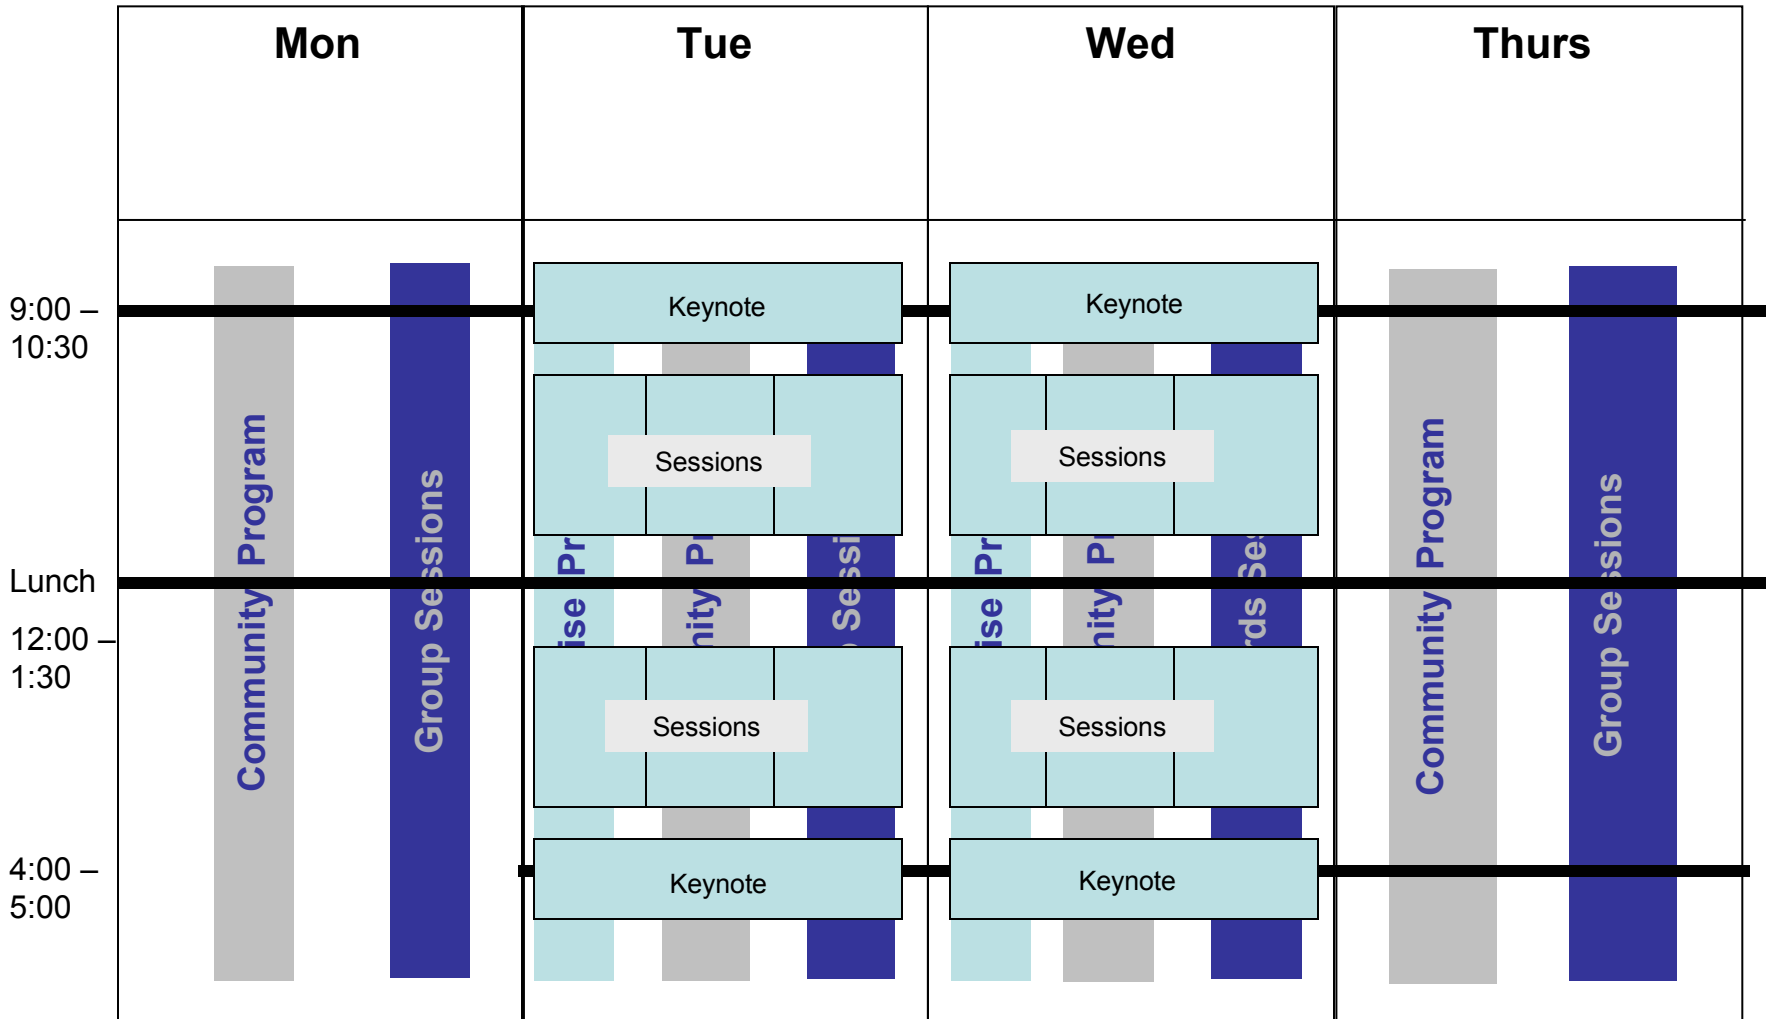 Mon
Tue
Wed
Thurs
9:00 –
10:30
Keynote
Keynote
Community Program
Group Sessions
Sessions
Sessions
Community Program
Group Sessions
Lunch
12:00 –
1:30
Sessions
Sessions
4:00 –
5:00
Keynote
Keynote